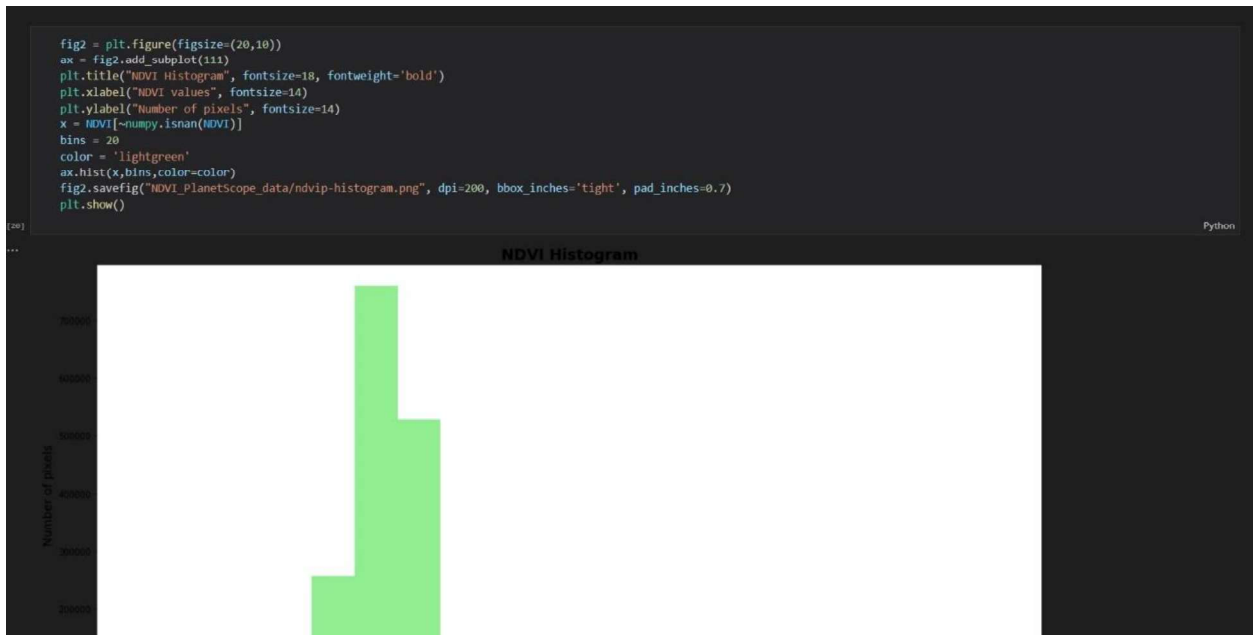 fig2 = plt.figure(figsize=(20,10))
ax = fig2.add_subplot(111)
plt.title("NDVI Histogram", fontsize=18, fontweight='bold')
plt.xlabel("NDVI values", fontsize=14)
plt.ylabel("Number of pixels", fontsize=14)
x = NDVI[~numpy.isnan(NDVI)]
bins = 20
color = 'lightgreen'
ax.hist(x,bins,color=color)
fig2.savefig("NDVI_PlanetScope_data/ndvip-histogram.png", dpi=200, bbox_inches='tight', pad_inches=0.7)
plt.show()
[20]
Python
...
NDVI Histogram
700000
600000
500000
400000
300000
200000
Number of pixels